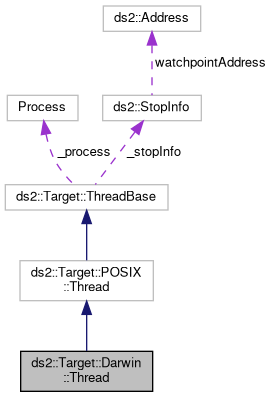 ds2::Address
watchpointAddress
Process
ds2::StopInfo
_process
_stopInfo
ds2::Target::ThreadBase
ds2::Target::POSIX
::Thread
ds2::Target::Darwin
::Thread